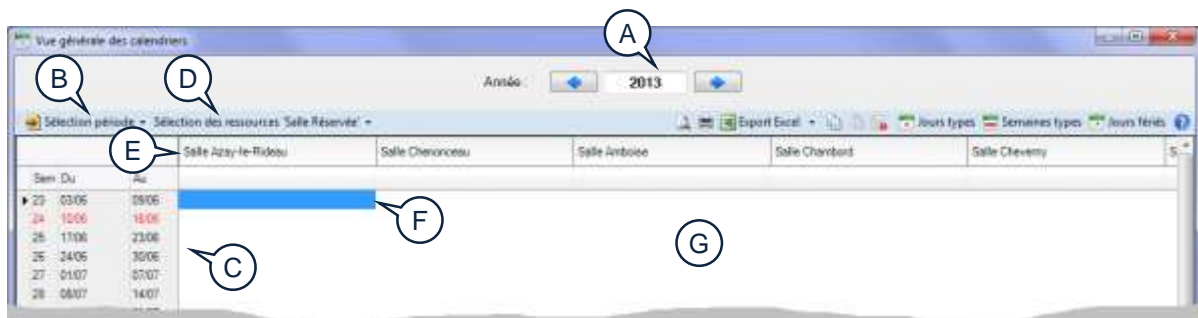 A
Vue générale des calendriers
B
D
Année
2013
Sélection période
Sélection des ressources 'Salle Réservée'
Export Excel
Jours types
Semaines types
Jours fériés
E
Salle Azay-le-Rideau
Salle Chenonceau
Salle Amboise
Salle Chambord
Salle Cheverny
S
Sem Du Au
23 03/06 09/06
24 10/06 16/06
25 17/06 23/06
26 24/06 30/06
27 01/07 07/07
28 08/07 14/07
F
G
C